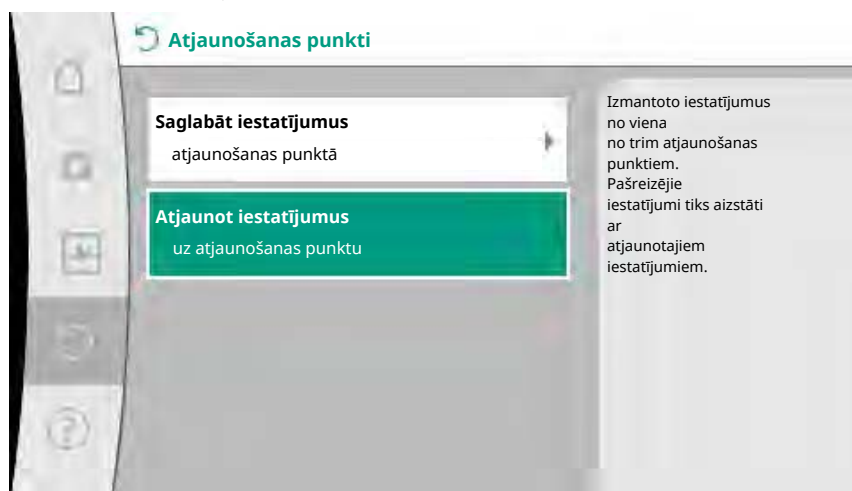 Atjaunošanas punkti
Saglabāt iestatījumus
atjaunošanas punktā
Atjaunot iestatījumus
uz atjaunošanas punktu
Izmantoto iestatījumus
no viena
no trim atjaunošanas
punktiem.
Pašreizējie
iestatījumi tiks aizstāti
ar
atjaunotajiem
iestatījumiem.